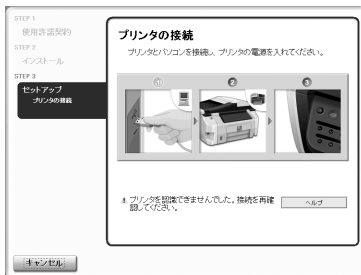 STEP 1
使用許諾契約
STEP 2
インストール
STEP 3
セットアップ
プリンタの接続
プリンタの接続
プリンタとパソコンを接続し、プリンタの電源を入れてください。
①
②
③
プリンタを認識できませんでした。接続を再確
認してください。
ヘルプ
キャンセル